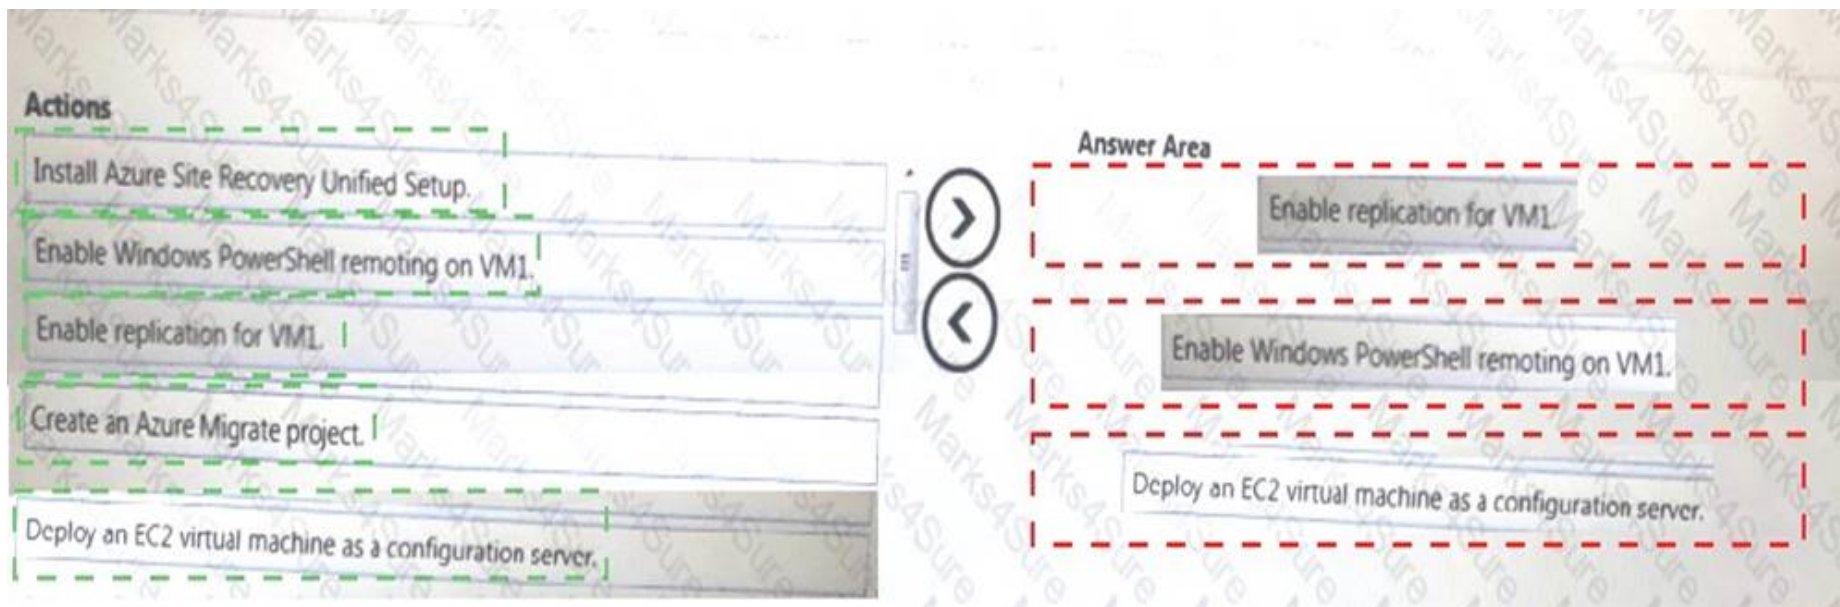 Actions
Install Azure Site Recovery Unified Setup.
Enable Windows PowerShell remoting on VM1.
Enable replication for VM1.
Create an Azure Migrate project.
Deploy an EC2 virtual machine as a configuration server.
Answer Area
Enable replication for VM1.
Enable Windows PowerShell remoting on VM1.
Deploy an EC2 virtual machine as a configuration server.
Marks4Sure